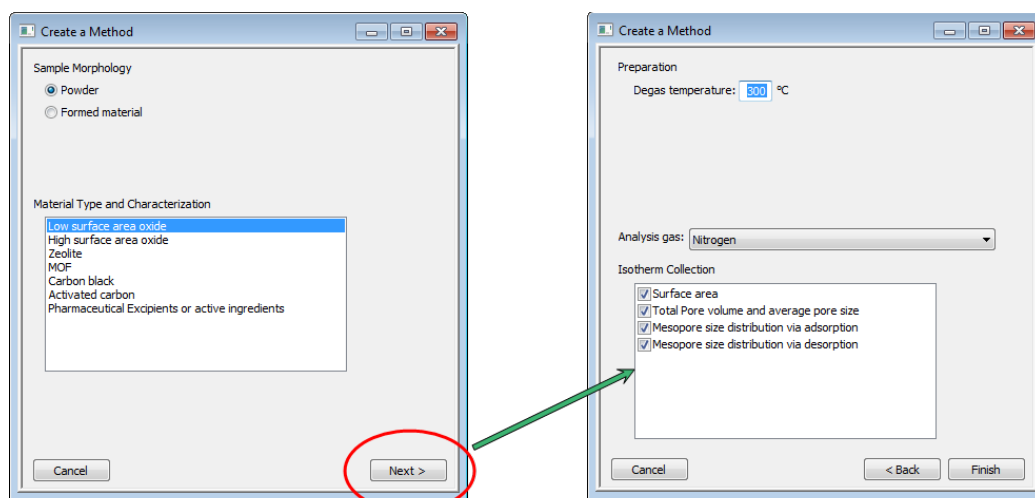 Create a Method
Sample Morphology
Powder
Formed material
Material Type and Characterization
Low surface area oxide
High surface area oxide
Zeolite
MOF
Carbon black
Activated carbon
Pharmaceutical Excipients or active ingredients
Cancel
Next >
Create a Method
Preparation
Degas temperature: 300 ºC
Analysis gas: Nitrogen
Isotherm Collection
Surface area
Total Pore volume and average pore size
Mesopore size distribution via adsorption
Mesopore size distribution via desorption
Cancel
< Back
Finish